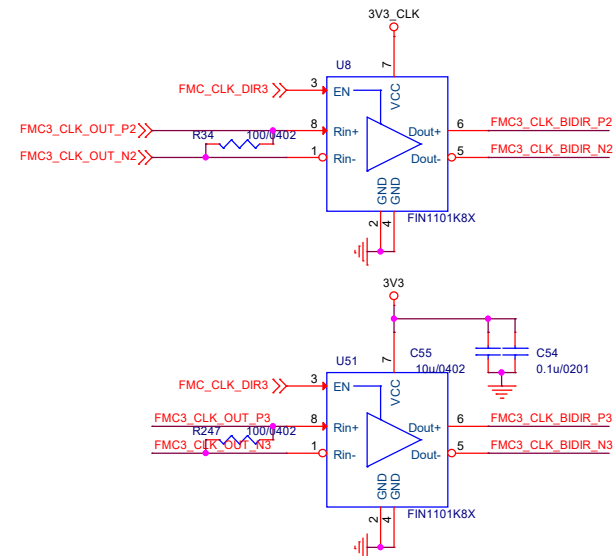 3V3_CLK
U8
7
VCC
FMC_CLK_DIR3
3
EN
FMC3_CLK_OUT_P2
8
Rin+
Dout+
6
FMC3_CLK_BIDIR_P2
R34
100/0402
FMC3_CLK_OUT_N2
1
Rin-
Dout-
5
FMC3_CLK_BIDIR_N2
GND
GND
2
4
FIN1101K8X
3V3
U51
7
VCC
C55
10u/0402
C54
0.1u/0201
FMC_CLK_DIR3
3
EN
FMC3_CLK_OUT_P3
8
Rin+
Dout+
6
FMC3_CLK_BIDIR_P3
R247
100/0402
FMC3_CLK_OUT_N3
1
Rin-
Dout-
5
FMC3_CLK_BIDIR_N3
GND
GND
2
4
FIN1101K8X